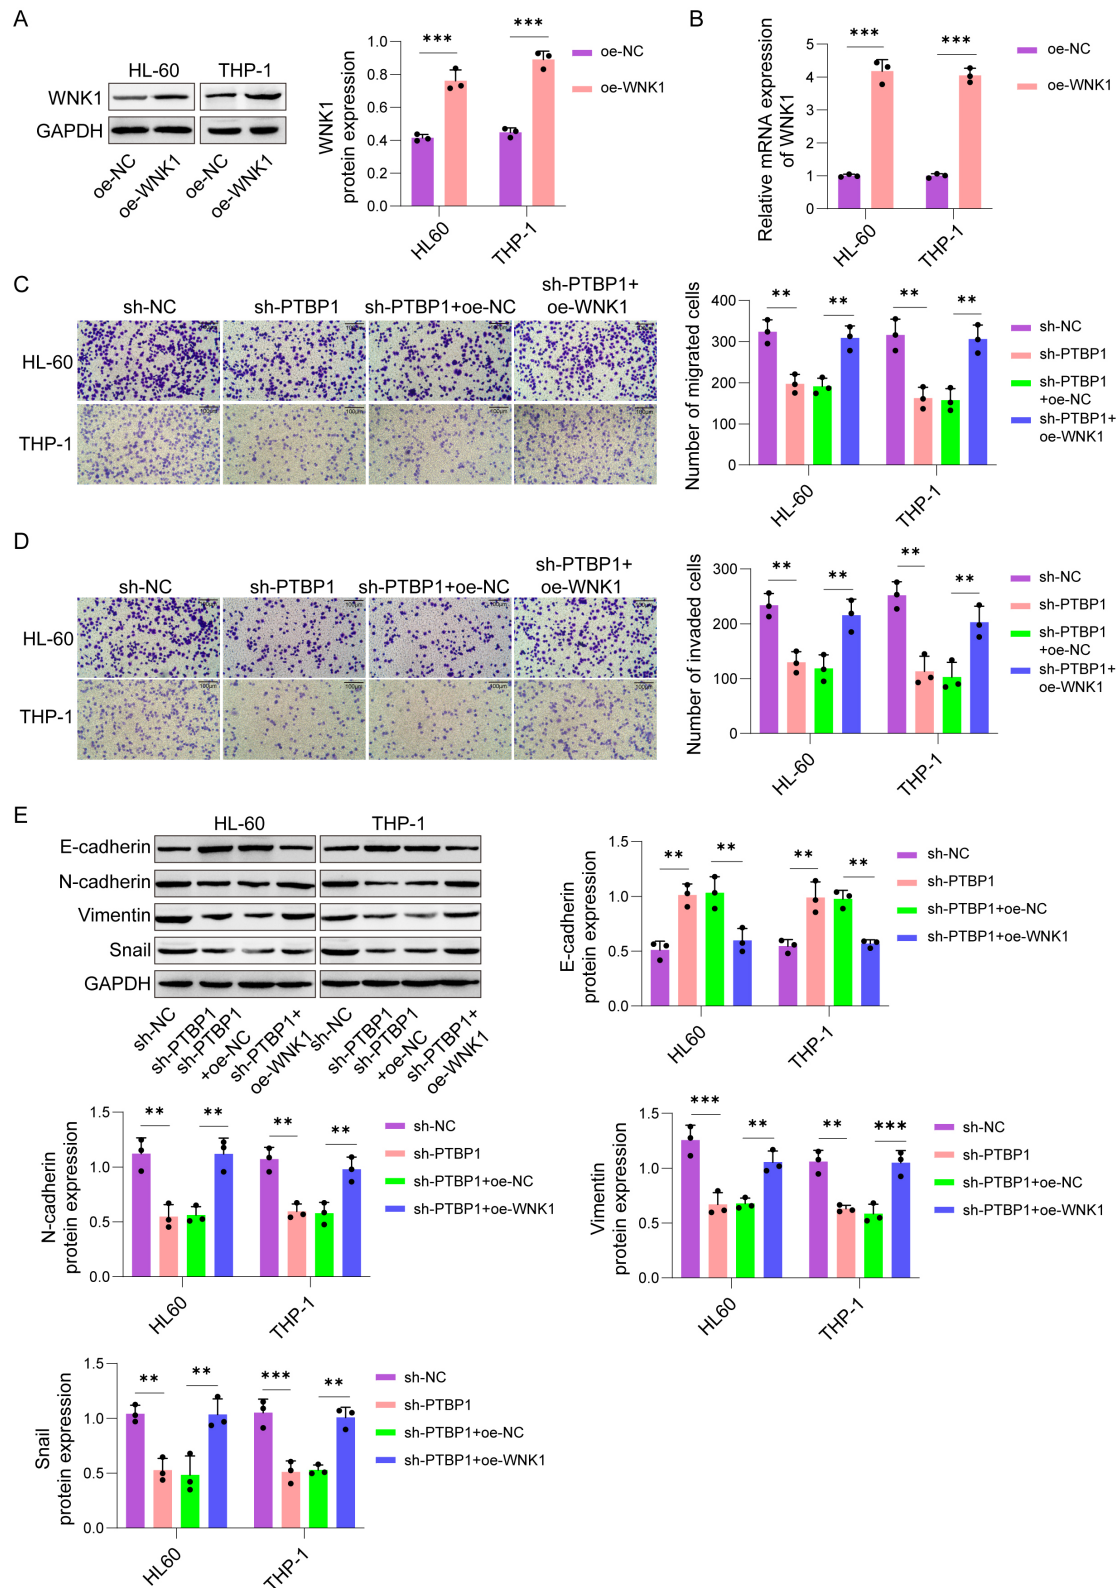 A
HL-60 THP-1
WNK1
GAPDH
oe-NC
oe-WNK1
oe-NC
oe-WNK1
WNK1
protein expression
1.0
0.8
0.6
0.4
0.2
0.0
*** ***
HL60
THP-1
oe-NC
oe-WNK1
B
Relative mRNA expression
of WNK1
5
4
3
2
1
0
*** ***
HL-60
THP-1
oe-NC
oe-WNK1
C
sh-NC sh-PTBP1 sh-PTBP1+oe-NC sh-PTBP1+
oe-WNK1
HL-60
THP-1
100μm 100μm 100μm 100μm
Number of migrated cells
400
300
200
100
0
** ** ** **
HL-60
THP-1
sh-NC
sh-PTBP1
sh-PTBP1
+oe-NC
sh-PTBP1+
oe-WNK1
D
sh-NC sh-PTBP1 sh-PTBP1+oe-NC sh-PTBP1+
oe-WNK1
HL-60
THP-1
100μm 100μm 100μm 100μm
Number of invaded cells
300
200
100
0
** ** ** **
HL-60
THP-1
sh-NC
sh-PTBP1
sh-PTBP1
+oe-NC
sh-PTBP1+
oe-WNK1
E
HL-60 THP-1
E-cadherin
N-cadherin
Vimentin
Snail
GAPDH
sh-NC
sh-PTBP1
sh-PTBP1
+oe-NC
sh-PTBP1+
oe-WNK1
sh-NC
sh-PTBP1
sh-PTBP1
+oe-NC
sh-PTBP1+
oe-WNK1
E-cadherin
protein expression
1.5
1.0
0.5
0.0
** ** ** **
HL60
THP-1
sh-NC
sh-PTBP1
sh-PTBP1+oe-NC
sh-PTBP1+oe-WNK1
N-cadherin
protein expression
1.5
1.0
0.5
0.0
** ** ** **
HL60
THP-1
sh-NC
sh-PTBP1
sh-PTBP1+oe-NC
sh-PTBP1+oe-WNK1
Vimentin
protein expression
1.5
1.0
0.5
0.0
*** ** ** ***
HL60
THP-1
sh-NC
sh-PTBP1
sh-PTBP1+oe-NC
sh-PTBP1+oe-WNK1
Snail
protein expression
1.5
1.0
0.5
0.0
** ** *** **
HL60
THP-1
sh-NC
sh-PTBP1
sh-PTBP1+oe-NC
sh-PTBP1+oe-WNK1